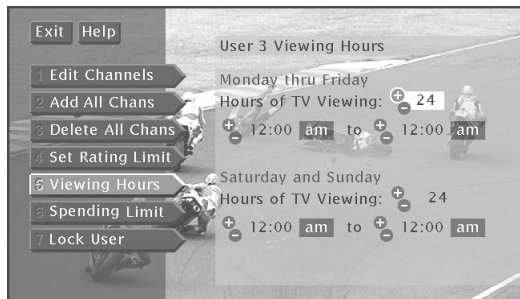 Exit Help
User 3 Viewing Hours
1 Edit Channels
2 Add All Chans
3 Delete All Chans
4 Set Rating Limit
5 Viewing Hours
6 Spending Limit
7 Lock User
Monday thru Friday
Hours of TV Viewing: 24
12:00 am to 12:00 am
Saturday and Sunday
Hours of TV Viewing: 24
12:00 am to 12:00 am